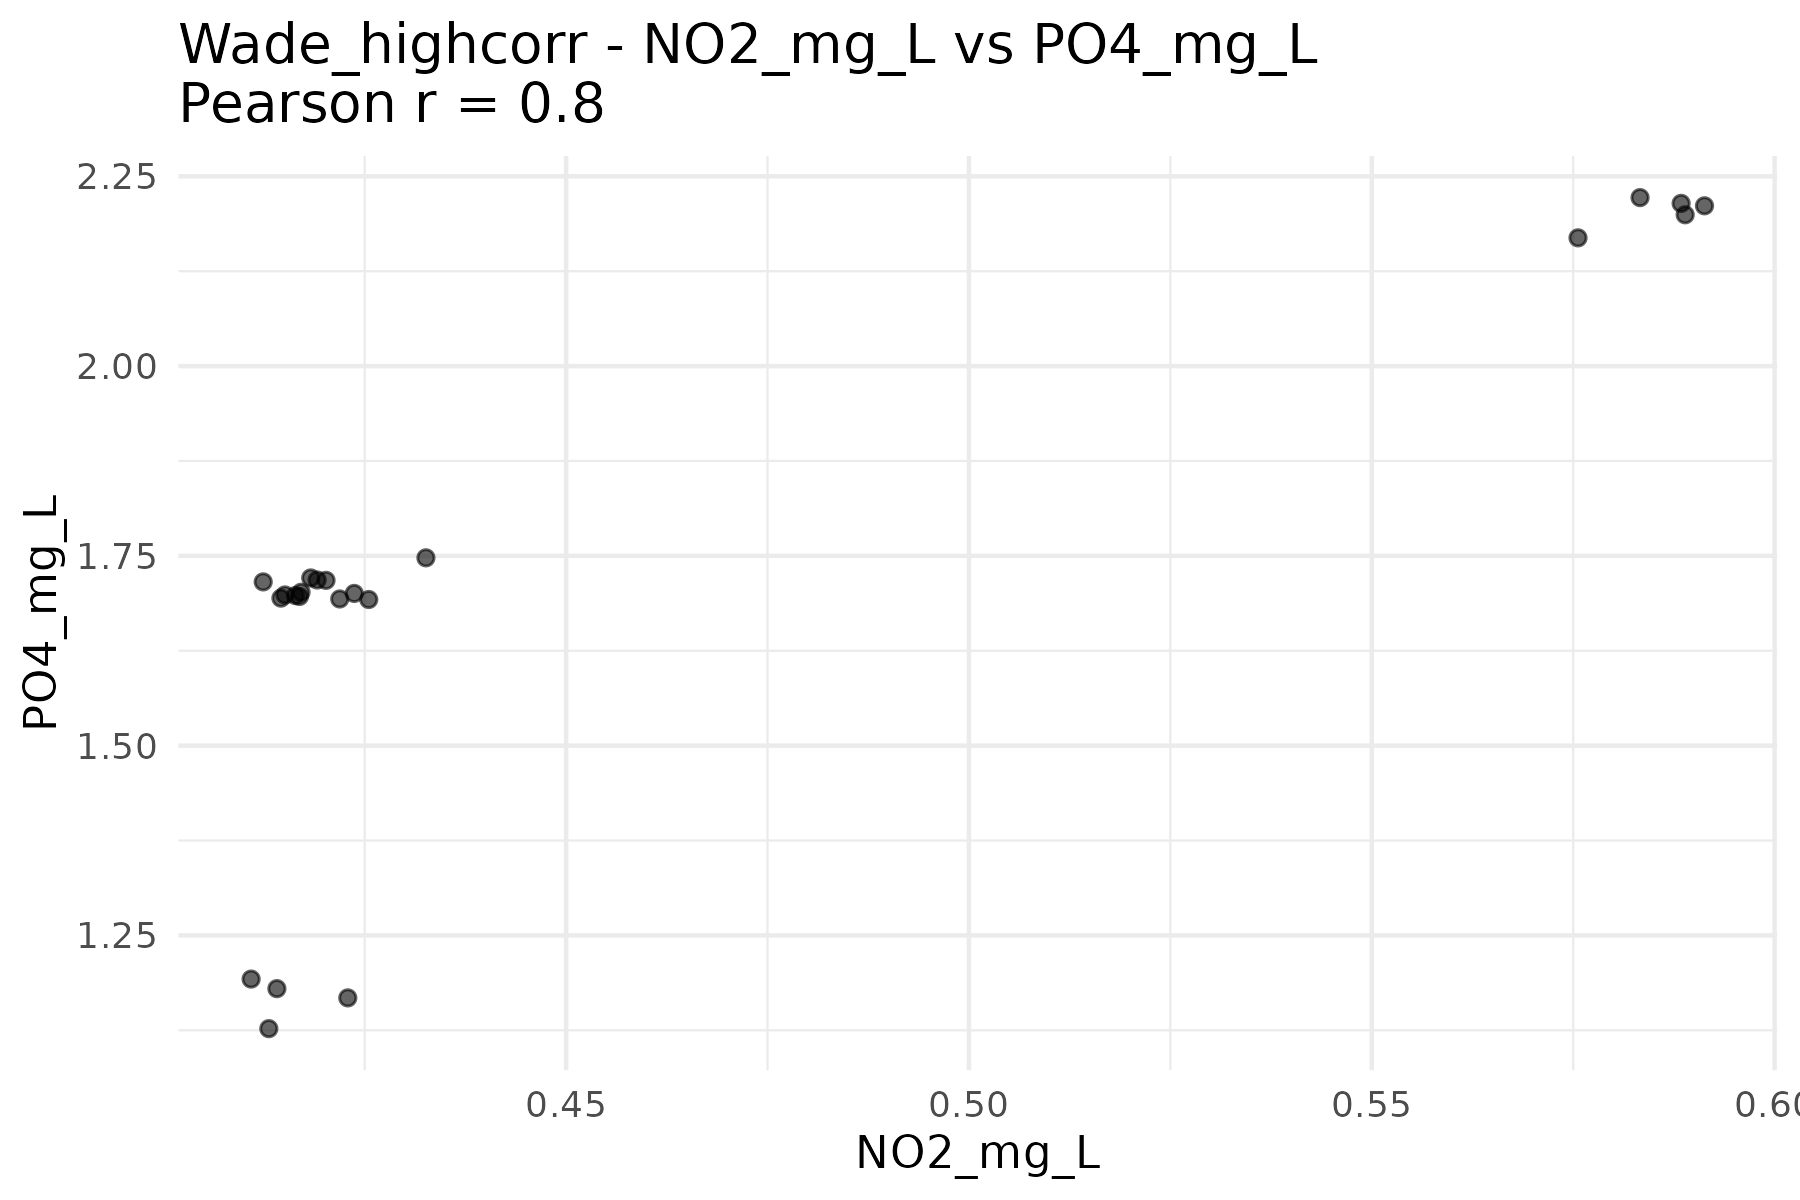 Wade_highcorr - NO2_mg_L vs PO4_mg_L
Pearson r = 0.8
2.25
2.00
1.75
1.50
1.25
PO4_mg_L
0.45 0.50 0.55 0.60
NO2_mg_L